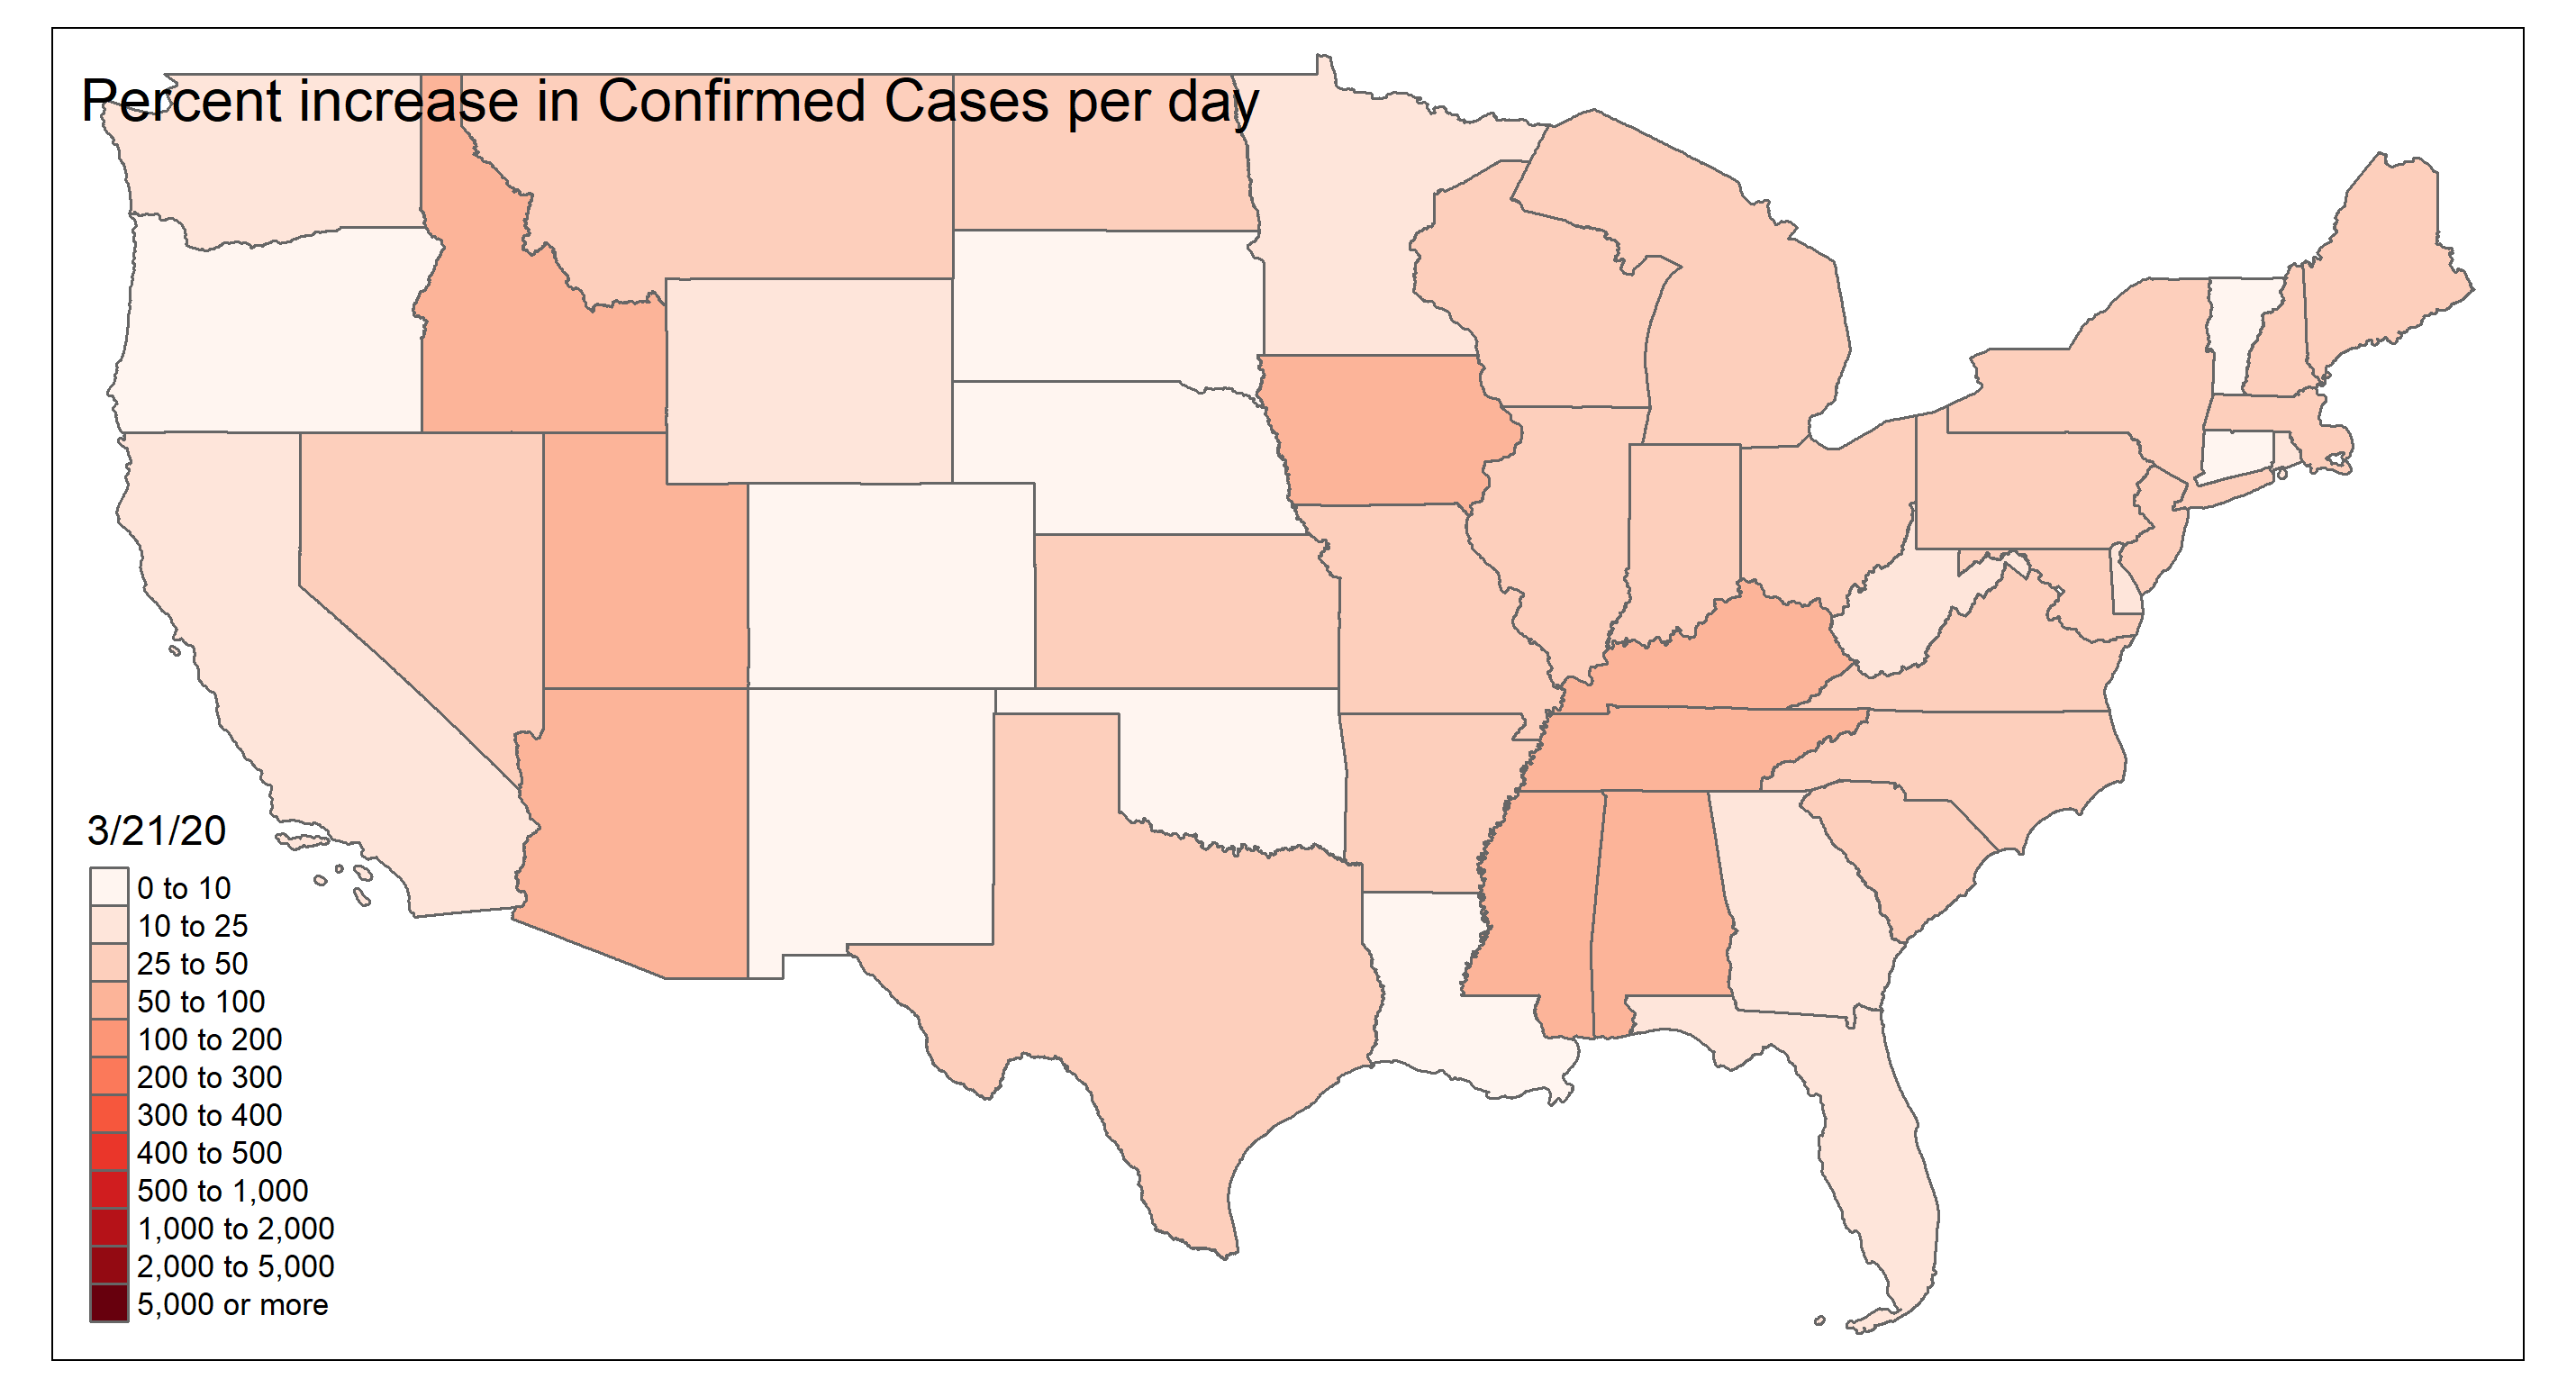 Percent increase in Confirmed Cases per day
3/21/20
0 to 10
10 to 25
25 to 50
50 to 100
100 to 200
200 to 300
300 to 400
400 to 500
500 to 1,000
1,000 to 2,000
2,000 to 5,000
5,000 or more